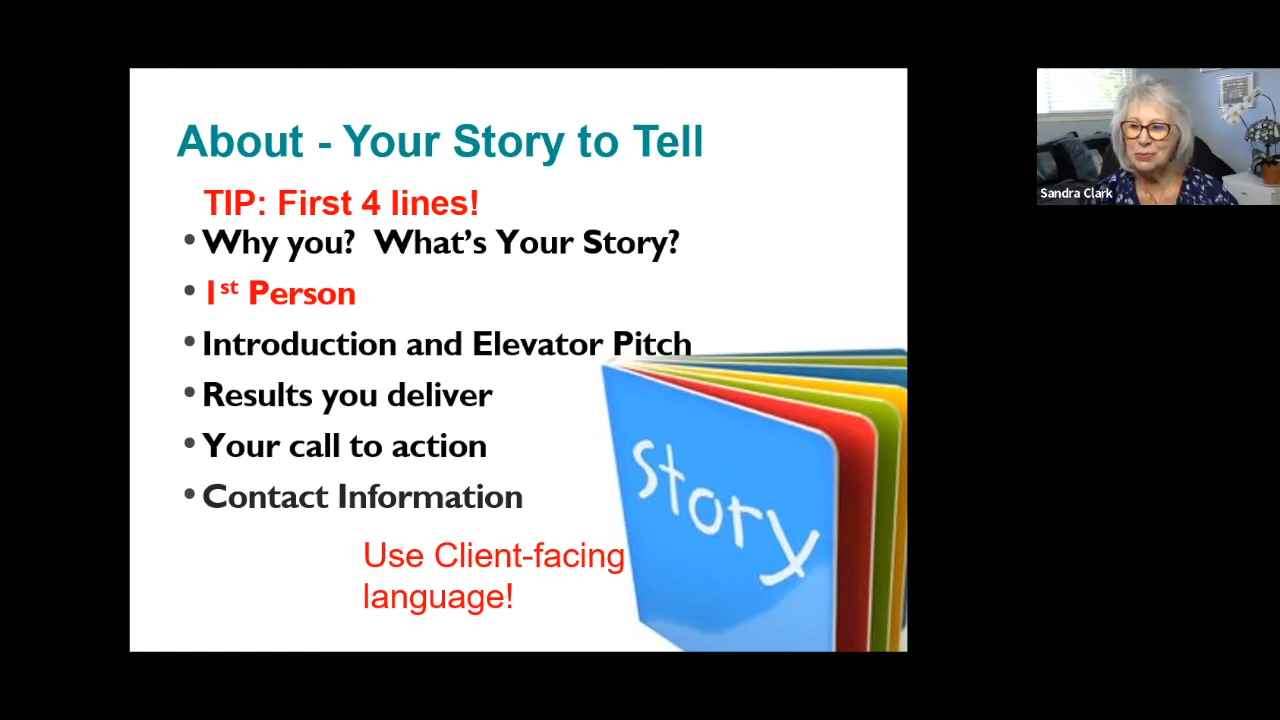 About - Your Story to Tell
TIP: First 4 lines!
• Why you?  What's Your Story?
• 1st Person
• Introduction and Elevator Pitch
• Results you deliver
• Your call to action
• Contact Information
Use Client-facing
language!
story
Sandra Clark